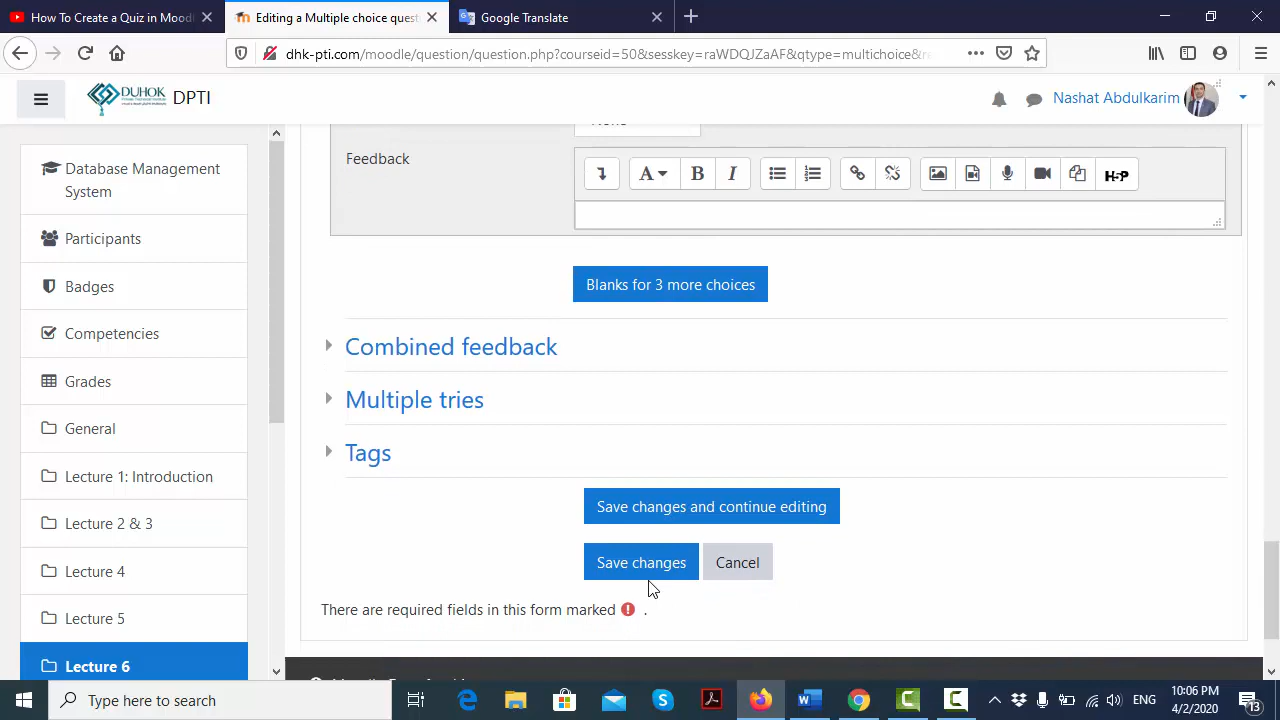 How To Create a Quiz in Mood
Editing a Multiple choice quest
Google Translate
dhk-pti.com/moodle/question/question.php?courseid=50&sesskey=raWDQJZaAF&qtype=multichoice&re
DUHOK
DPTI
Nashat Abdulkarim
Database Management
System
Participants
Badges
Competencies
Grades
General
Lecture 1: Introduction
Lecture 2 & 3
Lecture 4
Lecture 5
Lecture 6
Feedback
A
B
I
H-P
Blanks for 3 more choices
Combined feedback
Multiple tries
Tags
Save changes and continue editing
Save changes
Cancel
There are required fields in this form marked .
Type here to search
ENG
10:06 PM
4/2/2020
13